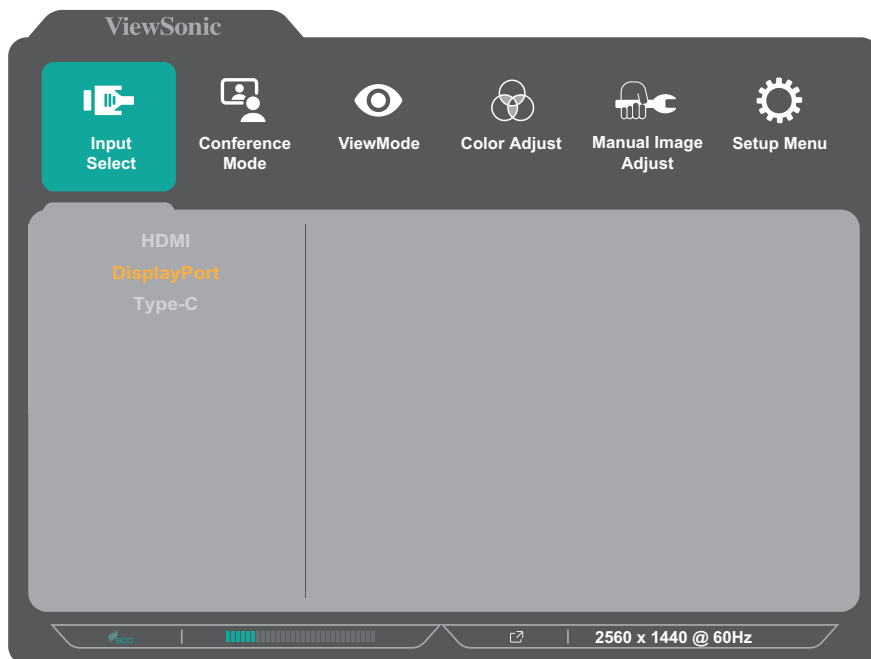 ViewSonic
Input
Select
Conference
Mode
ViewMode
Color Adjust
Manual Image
Adjust
Setup Menu
HDMI
DisplayPort
Type-C
eco
2560 x 1440 @ 60Hz